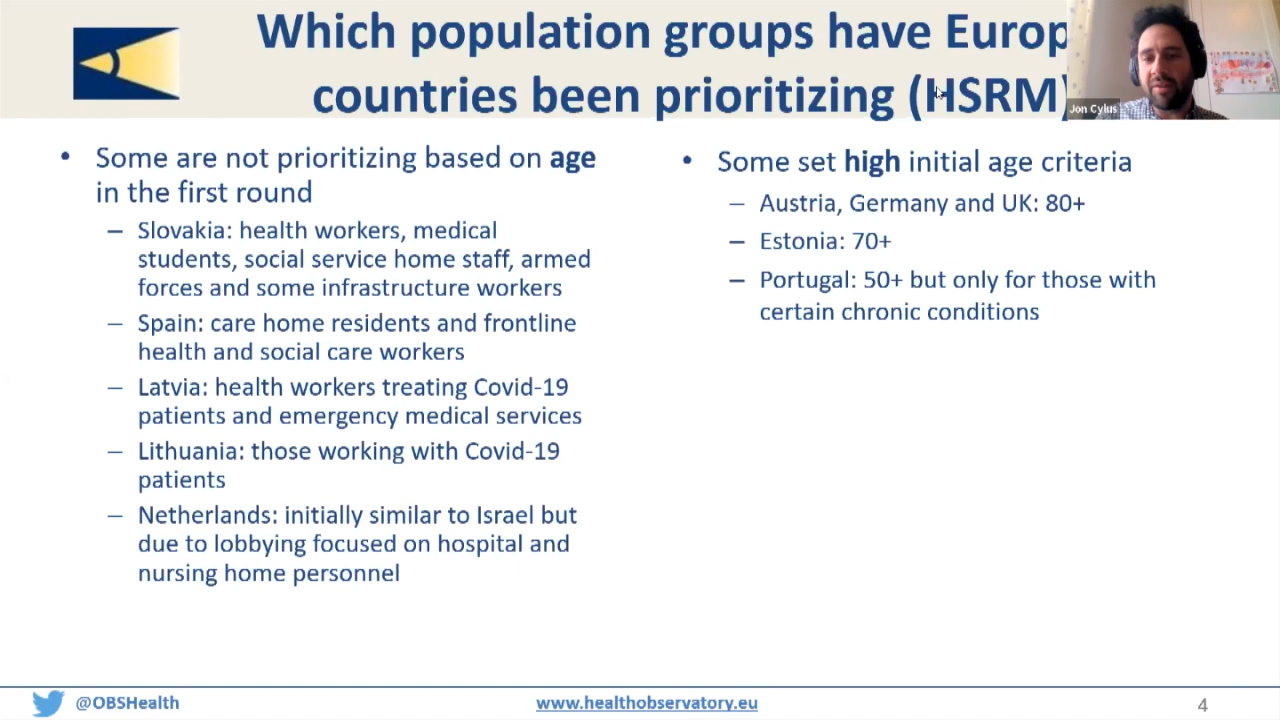 Which population groups have Europ
countries been prioritizing (HSRM)
Jon Cylus
• Some are not prioritizing based on age
in the first round
– Slovakia: health workers, medical
students, social service home staff, armed
forces and some infrastructure workers
– Spain: care home residents and frontline
health and social care workers
– Latvia: health workers treating Covid-19
patients and emergency medical services
– Lithuania: those working with Covid-19
patients
– Netherlands: initially similar to Israel but
due to lobbying focused on hospital and
nursing home personnel
• Some set high initial age criteria
– Austria, Germany and UK: 80+
– Estonia: 70+
– Portugal: 50+ but only for those with
certain chronic conditions
@OBSHealth
www.healthobservatory.eu
4